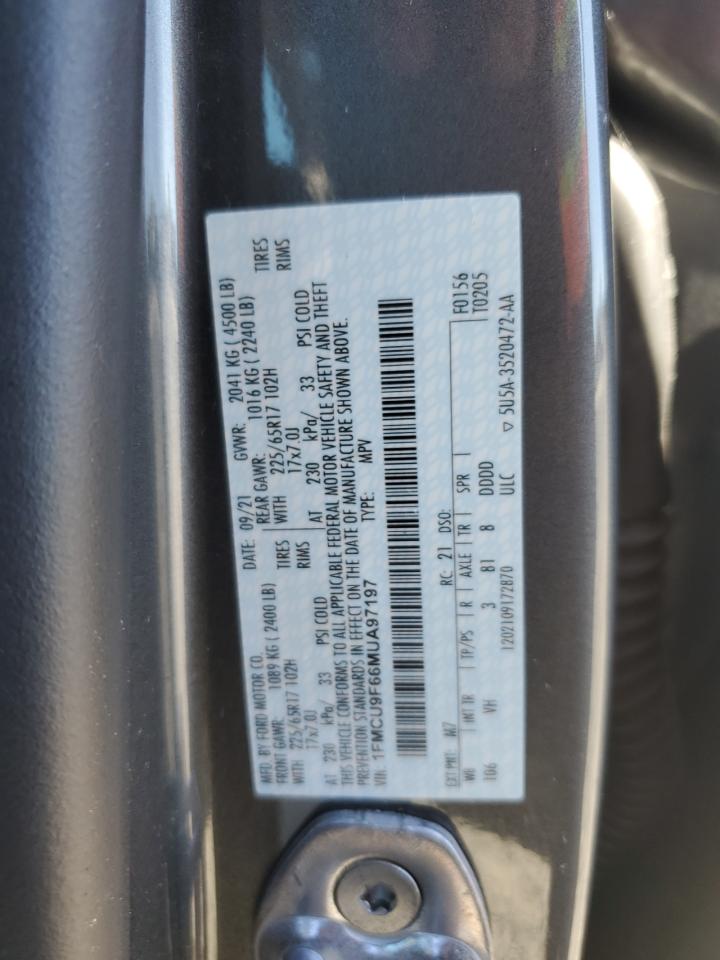 MFD. BY FORD MOTOR CO. DATE: 09/21 GVWR: 2041 KG ( 4500 LB)
FRONT GAWR: 1089 KG ( 2400 LB) REAR GAWR: 1016 KG ( 2240 LB)
WITH 225/65R17 102H TIRES WITH 225/65R17 102H TIRES
17x7.0J RIMS 17x7.0J RIMS
AT 230 kPa/ 33 PSI COLD AT 230 kPa/ 33 PSI COLD
THIS VEHICLE CONFORMS TO ALL APPLICABLE FEDERAL MOTOR VEHICLE SAFETY AND THEFT
PREVENTION STANDARDS IN EFFECT ON THE DATE OF MANUFACTURE SHOWN ABOVE.
VIN: 1FMCU9F66MUA97197 TYPE: MPV
EXT PNT: M7 RC: 21 DSO: F0156
WB INT TR TP/PS R AXLE TR SPR T0205
106 VH 3 81 8 DDDD
1202109172870 ULC ▽ 5U5A-3520472-AA